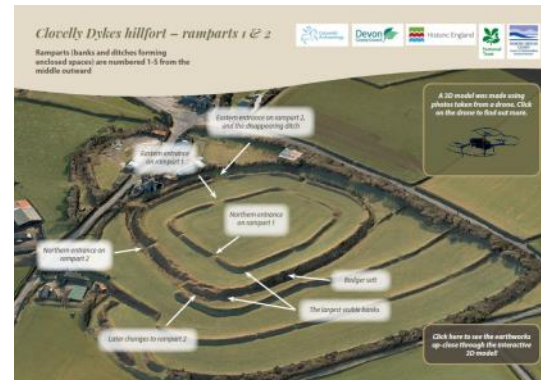 Clovelly Dykes hillfort – ramparts 1 & 2
Ramparts (banks and ditches forming
enclosed spaces) are numbered 1-5 from the
middle outward
Devon
Historic England
National
Trust
A 3D model was made using
photos taken from a drone. Click
on the drone to find out more.
Eastern entrance on rampart 2,
and the disappearing ditch
Eastern entrance
on rampart 1
Northern entrance
on rampart 1
Northern entrance on
rampart 2
Badger sett
The largest visible banks
Later changes to rampart 2
Click here to see the earthworks
up-close through the interactive
3D model!